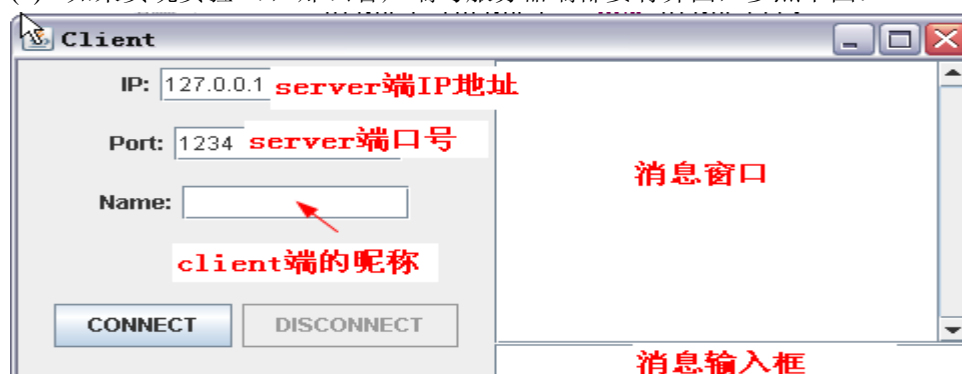 Client
IP: 127.0.0.1 server端IP地址
Port: 1234 server端口号
消息窗口
Name:
client端的昵称
CONNECT DISCONNECT
消息输入框